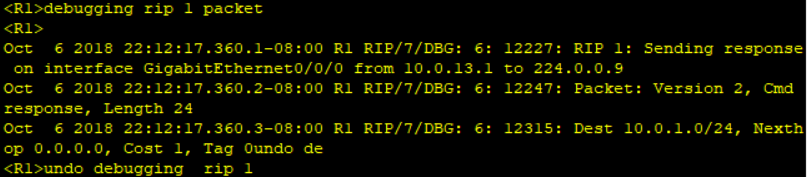 <R1>debugging rip 1 packet
<R1>
Oct  6 2018 22:12:17.360.1-08:00 R1 RIP/7/DBG: 6: 12227: RIP 1: Sending response
 on interface GigabitEthernet0/0/0 from 10.0.13.1 to 224.0.0.9
Oct  6 2018 22:12:17.360.2-08:00 R1 RIP/7/DBG: 6: 12247: Packet: Version 2, Cmd
response, Length 24
Oct  6 2018 22:12:17.360.3-08:00 R1 RIP/7/DBG: 6: 12315: Dest 10.0.1.0/24, Nexth
op 0.0.0.0, Cost 1, Tag 0undo de
<R1>undo debugging  rip 1